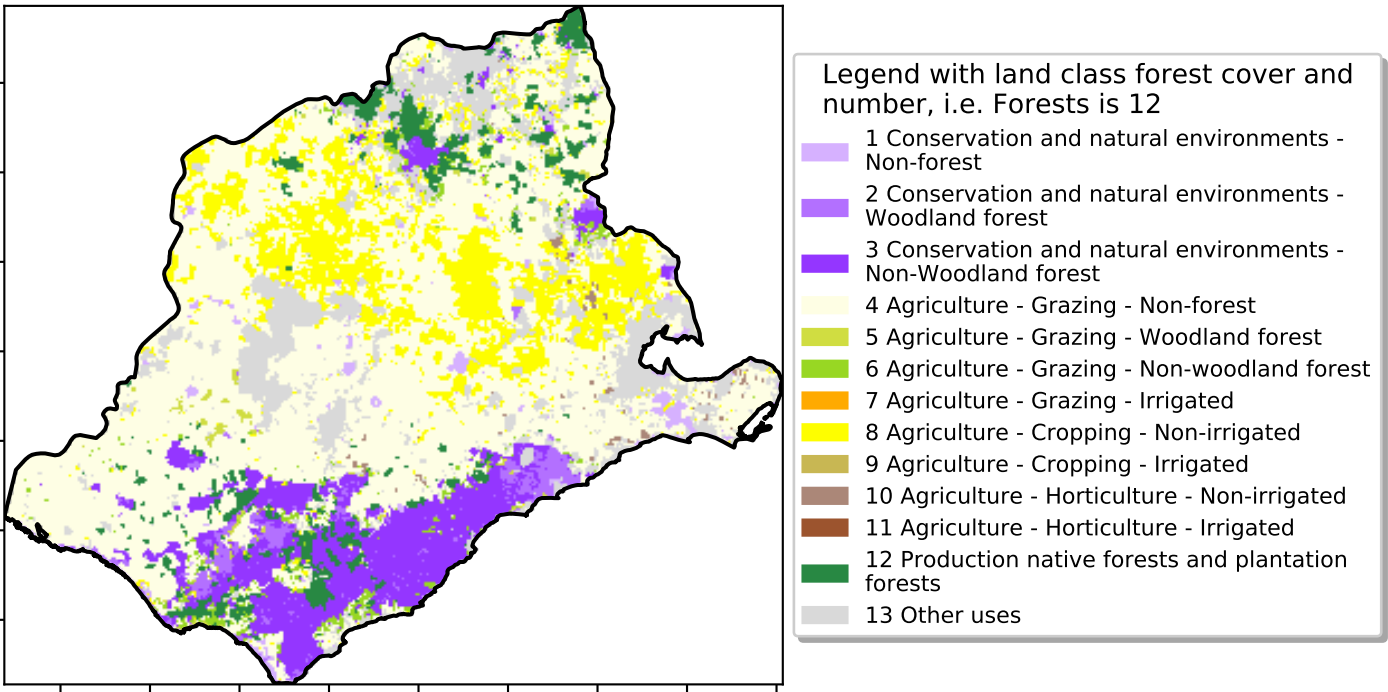 Legend with land class forest cover and
number, i.e. Forests is 12
1 Conservation and natural environments -
Non-forest
2 Conservation and natural environments -
Woodland forest
3 Conservation and natural environments -
Non-Woodland forest
4 Agriculture - Grazing - Non-forest
5 Agriculture - Grazing - Woodland forest
6 Agriculture - Grazing - Non-woodland forest
7 Agriculture - Grazing - Irrigated
8 Agriculture - Cropping - Non-irrigated
9 Agriculture - Cropping - Irrigated
10 Agriculture - Horticulture - Non-irrigated
11 Agriculture - Horticulture - Irrigated
12 Production native forests and plantation
forests
13 Other uses